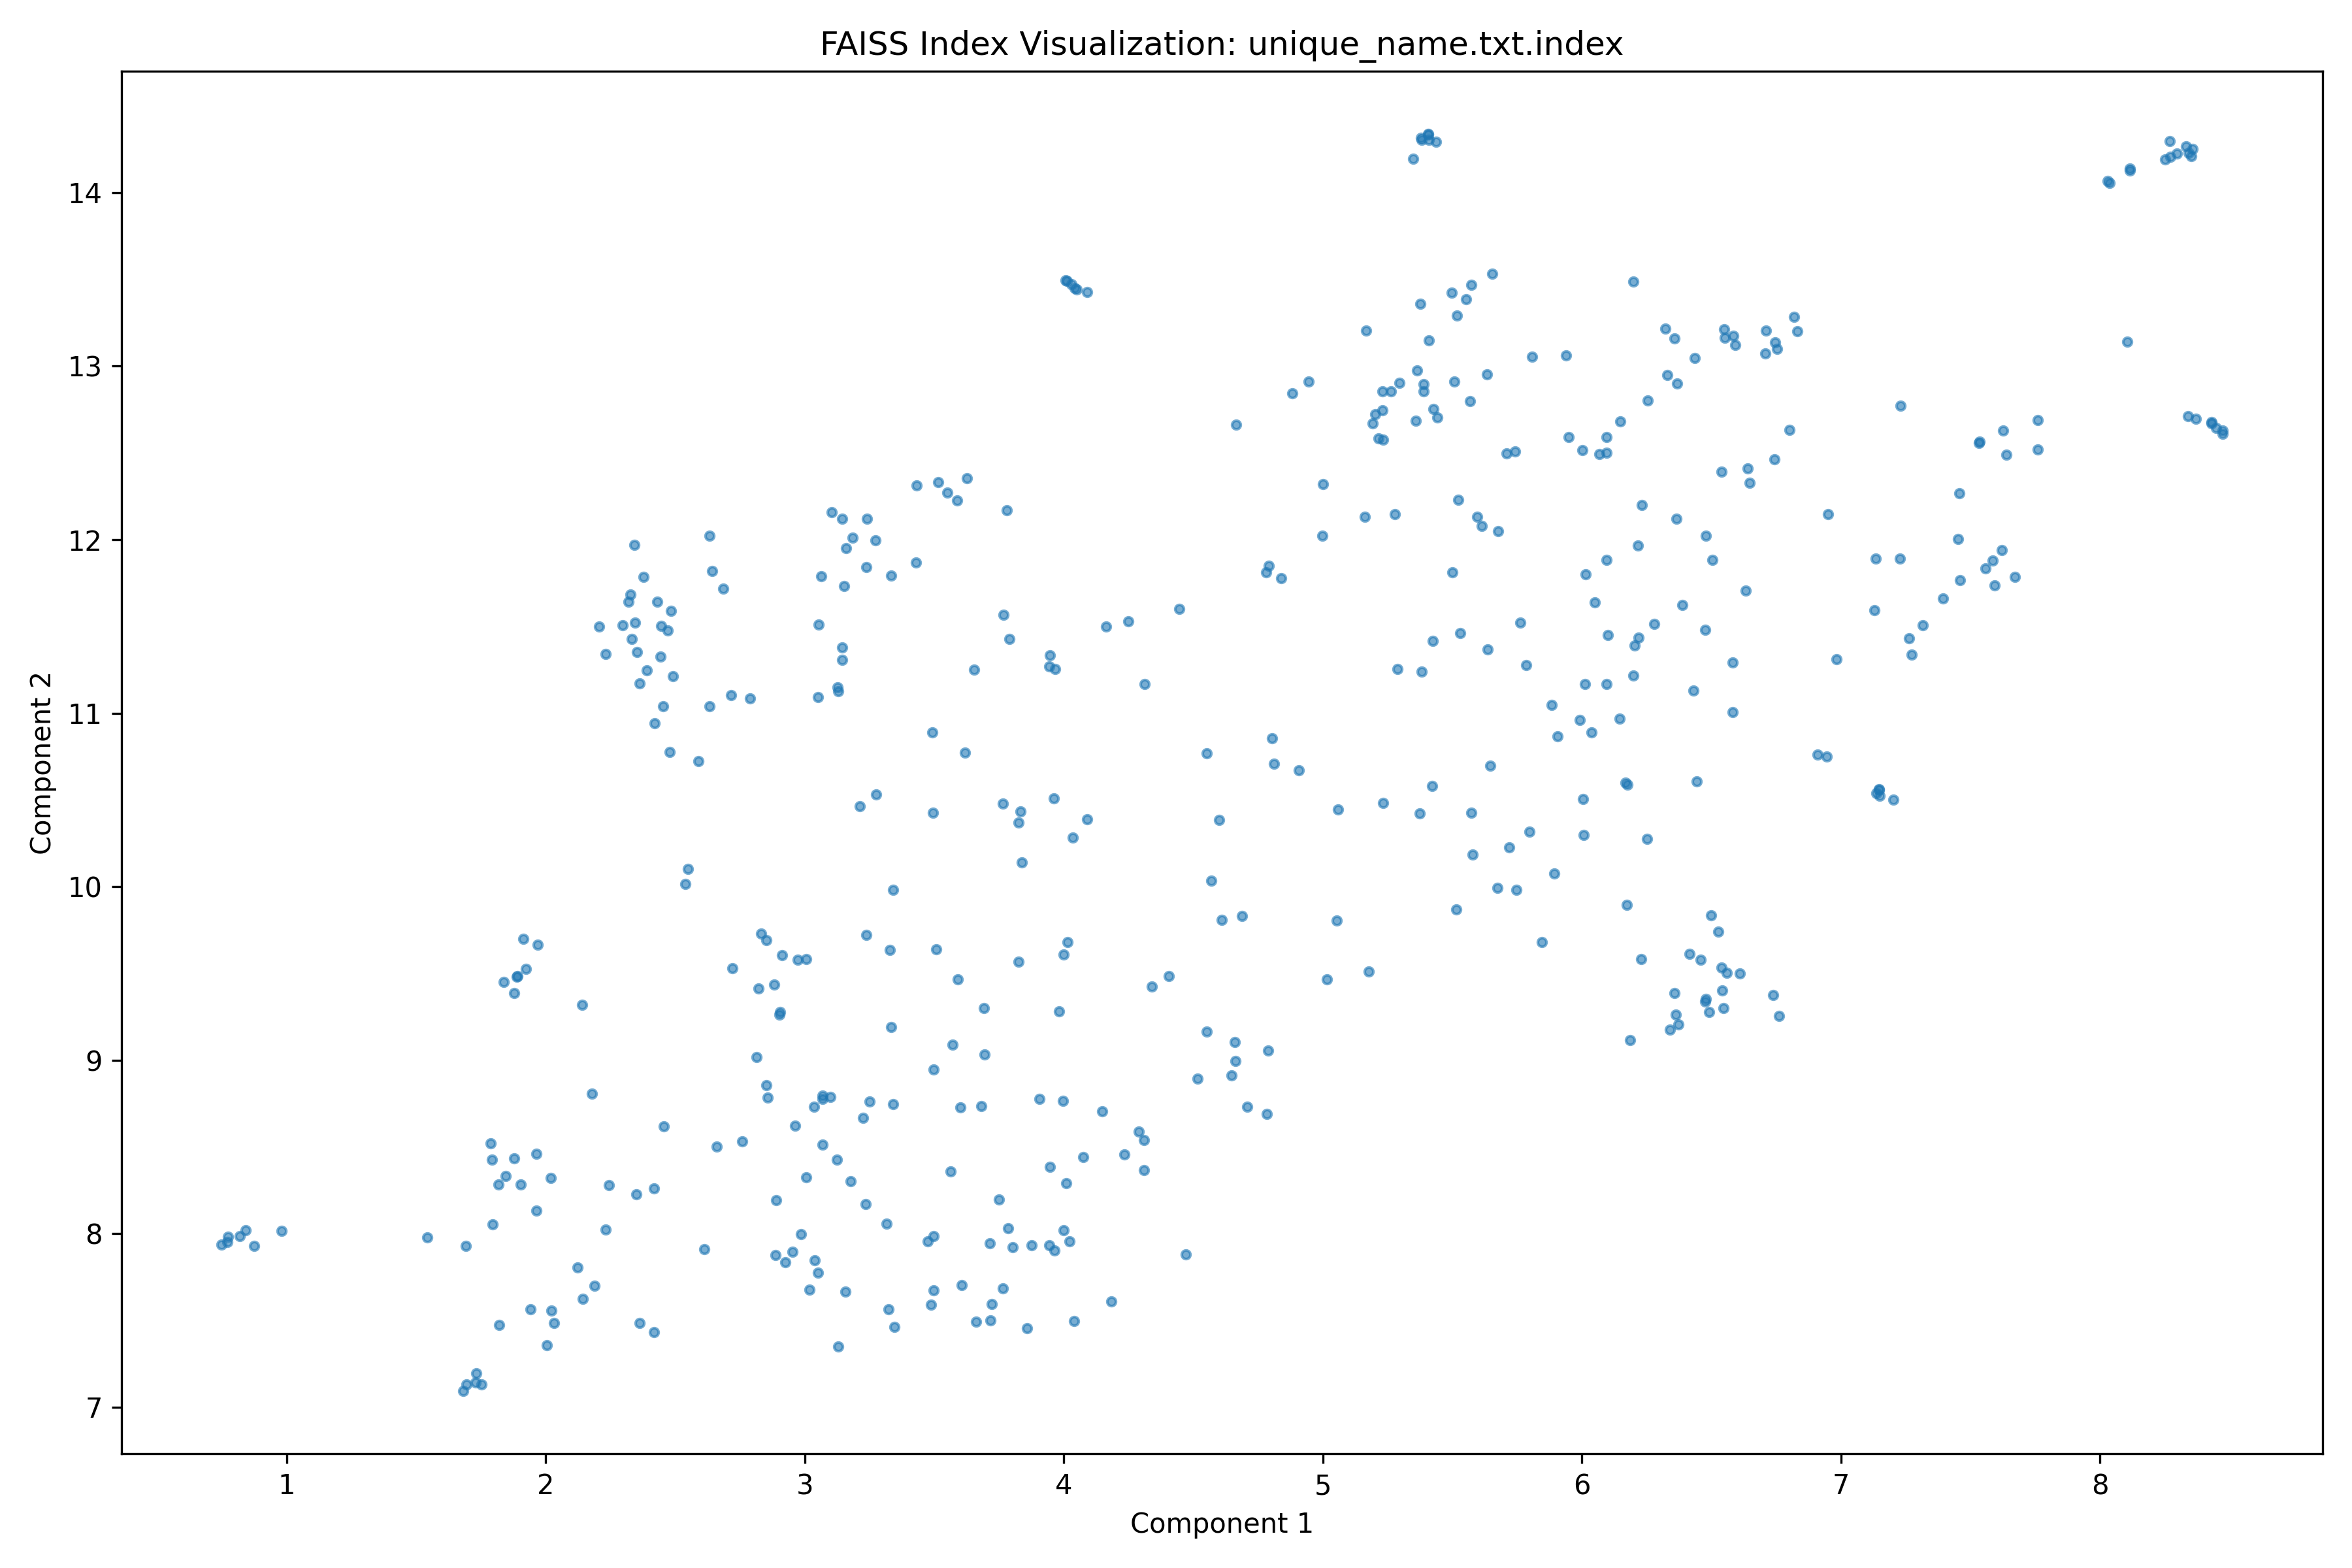 FAISS Index Visualization: unique_name.txt.index
Component 2
14
13
12
11
10
9
8
7
1 2 3 4 5 6 7 8
Component 1